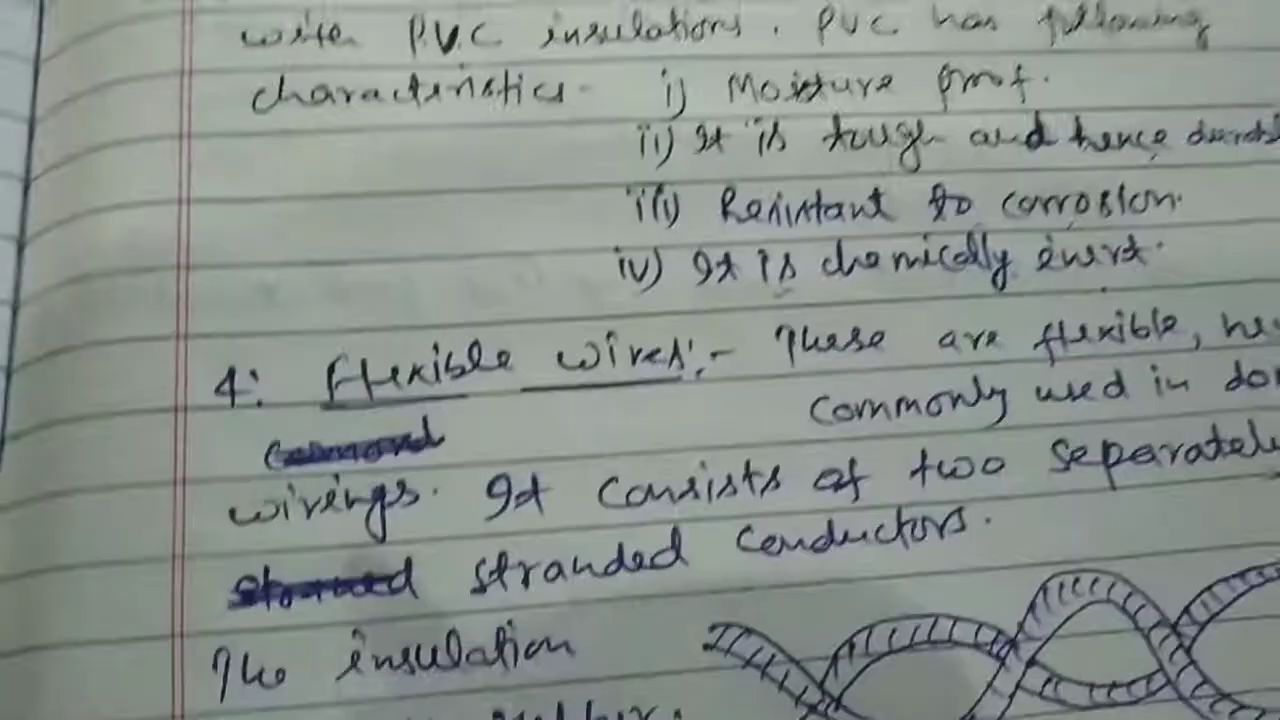 with PVC insulations. PVC has following
characteristics- i) Moisture proof.
ii) It is tough and hence
iii) Resistant to corrosion.
iv) It is chemically inert.
4: Flexible wires:- These are flexible,
commonly used in
wirings. It consists of two separately
stranded conductors.
The insulation